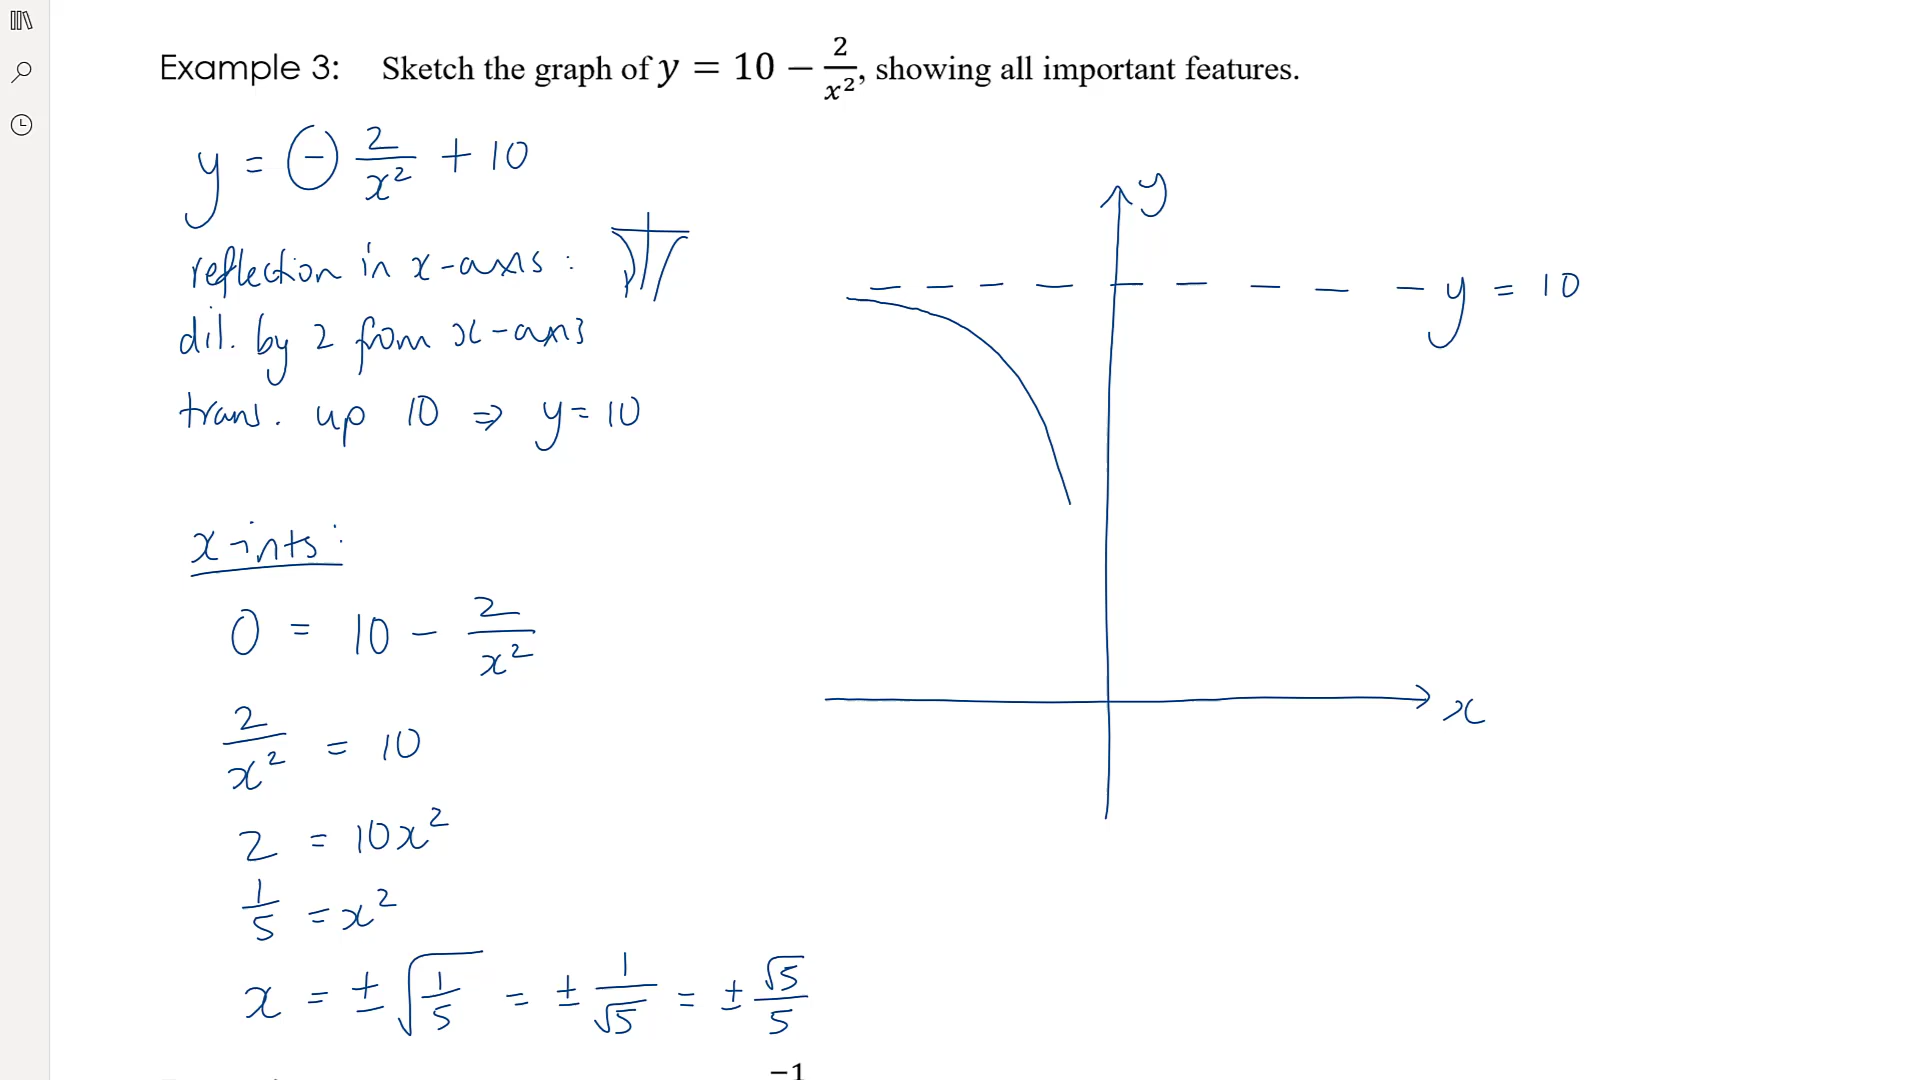 Example 3: Sketch the graph of y = 10 − 2/x², showing all important features.
y = − 2/x² + 10
reflection in x-axis :
dil. by 2 from x-axis
trans. up 10 ⇒ y = 10
x-ints:
0 = 10 − 2/x²
2/x² = 10
2 = 10x²
1/5 = x²
x = ± √(1/5) = ± 1/√5 = ± √5/5
y
y = 10
x
−1